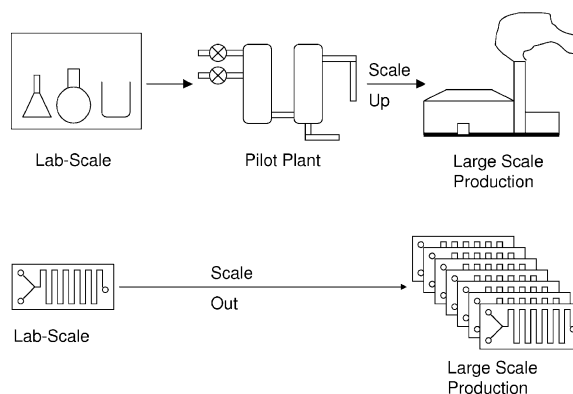 Scale
Up
Lab-Scale
Pilot Plant
Large Scale
Production
Scale
Out
Lab-Scale
Large Scale
Production